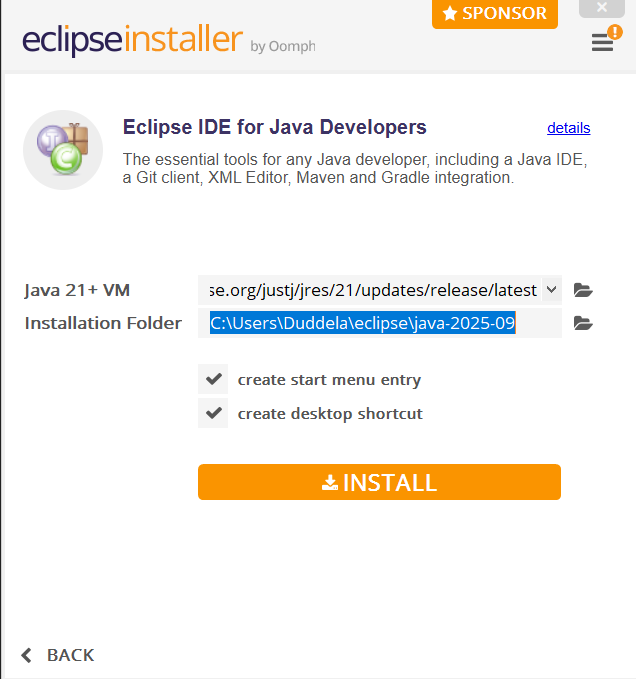 SPONSOR
eclipseinstaller by Oomph
!
Eclipse IDE for Java Developers details
The essential tools for any Java developer, including a Java IDE,
a Git client, XML Editor, Maven and Gradle integration.
J
C
Java 21+ VM se.org/justj/jres/21/updates/release/latest
Installation Folder C:\Users\Duddela\eclipse\java-2025-09
create start menu entry
create desktop shortcut
INSTALL
BACK